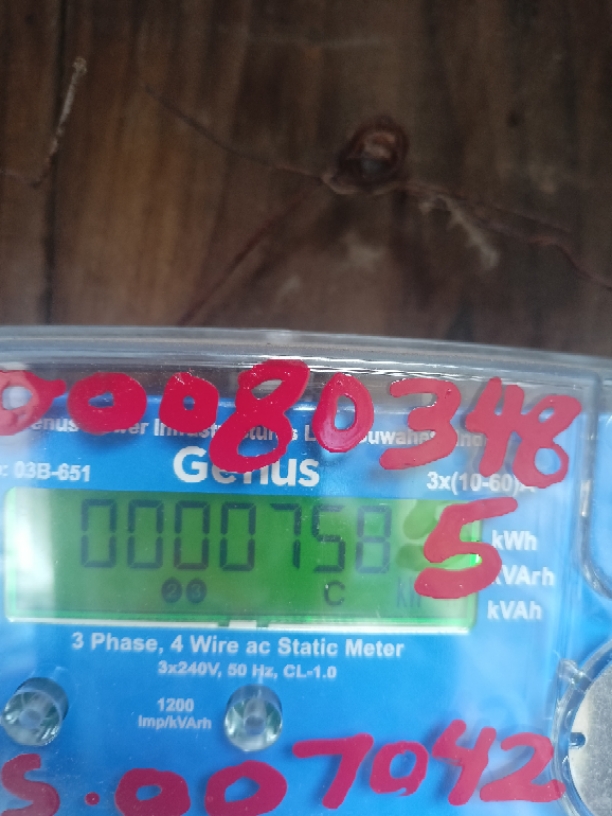 00080348
5
Genus
03B-651
3x(10-60)A
0000758
kWh
kVArh
kVAh
C
3 Phase, 4 Wire ac Static Meter
3x240V, 50 Hz, CL-1.0
1200
Imp/kVArh
S.007042